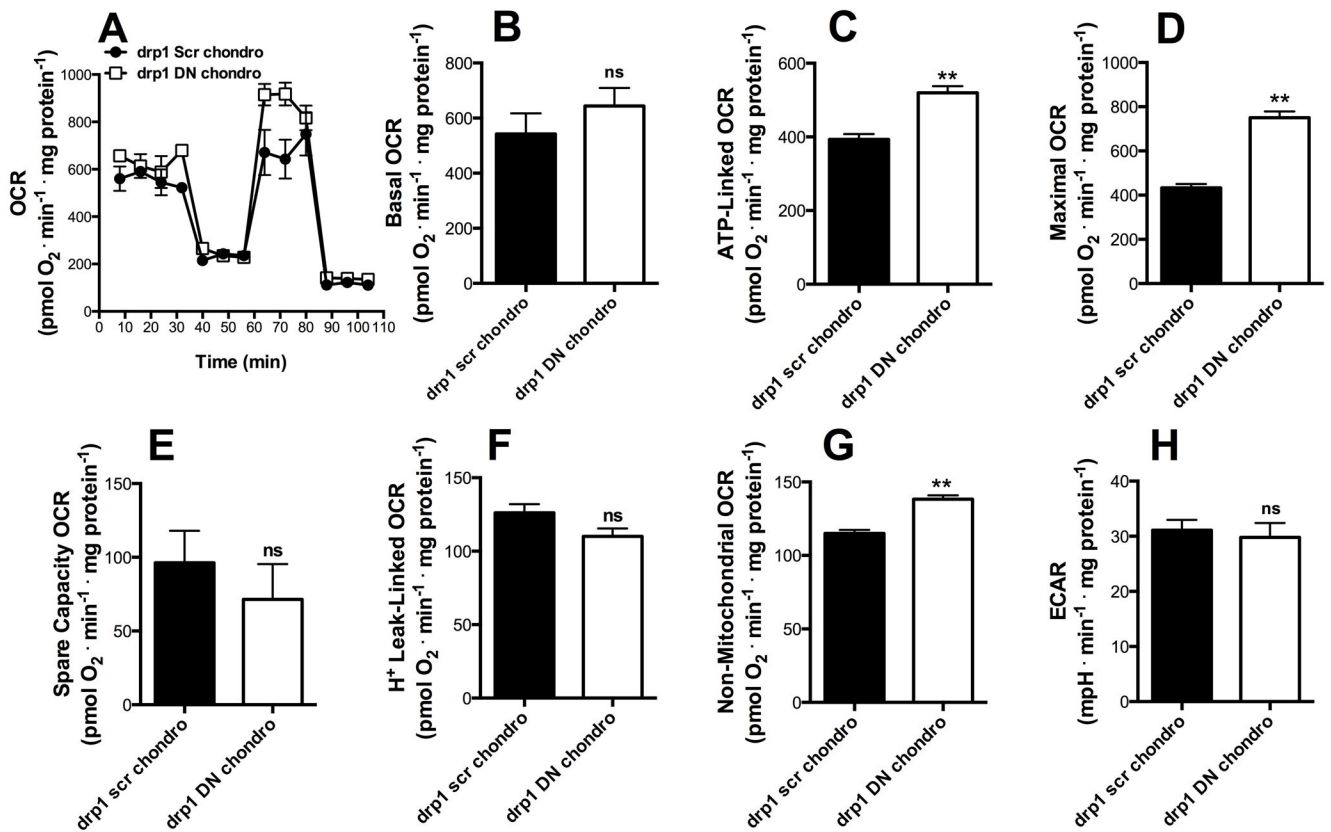 A
drp1 Scr chondro
drp1 DN chondro
OCR
(pmol O₂ · min⁻¹ · mg protein⁻¹)
1000
800
600
400
200
0
0 10 20 30 40 50 60 70 80 90 100 110
Time (min)
B
Basal OCR
(pmol O₂ · min⁻¹ · mg protein⁻¹)
800
600
400
200
0
ns
drp1 scr chondro
drp1 DN chondro
C
ATP-Linked OCR
(pmol O₂ · min⁻¹ · mg protein⁻¹)
600
400
200
0
**
drp1 scr chondro
drp1 DN chondro
D
Maximal OCR
(pmol O₂ · min⁻¹ · mg protein⁻¹)
1000
800
600
400
200
0
**
drp1 scr chondro
drp1 DN chondro
E
Spare Capacity OCR
(pmol O₂ · min⁻¹ · mg protein⁻¹)
150
100
50
0
ns
drp1 scr chondro
drp1 DN chondro
F
H⁺ Leak-Linked OCR
(pmol O₂ · min⁻¹ · mg protein⁻¹)
150
100
50
0
ns
drp1 scr chondro
drp1 DN chondro
G
Non-Mitochondrial OCR
(pmol O₂ · min⁻¹ · mg protein⁻¹)
150
100
50
0
**
drp1 scr chondro
drp1 DN chondro
H
ECAR
(mpH · min⁻¹ · mg protein⁻¹)
40
30
20
10
0
ns
drp1 scr chondro
drp1 DN chondro